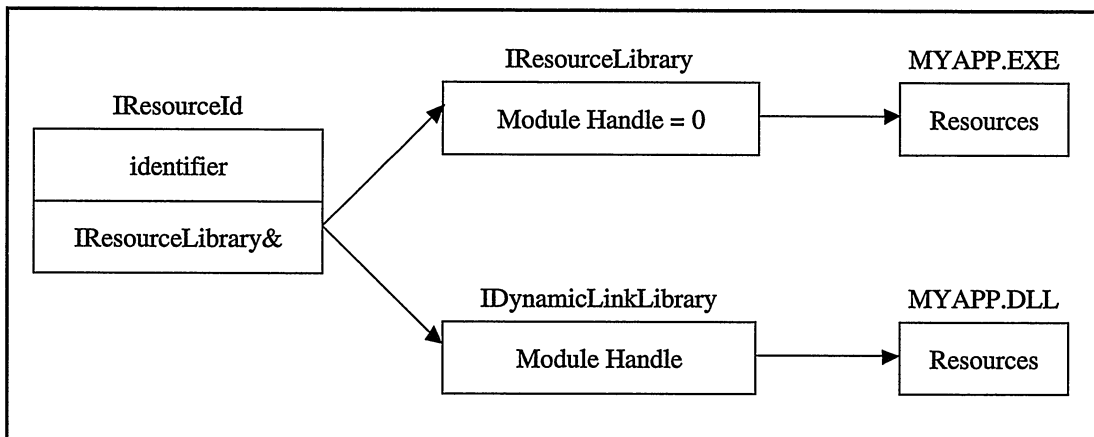 IResourceId
identifier
IResourceLibrary&
IResourceLibrary
Module Handle = 0
MYAPP.EXE
Resources
IDynamicLinkLibrary
Module Handle
MYAPP.DLL
Resources